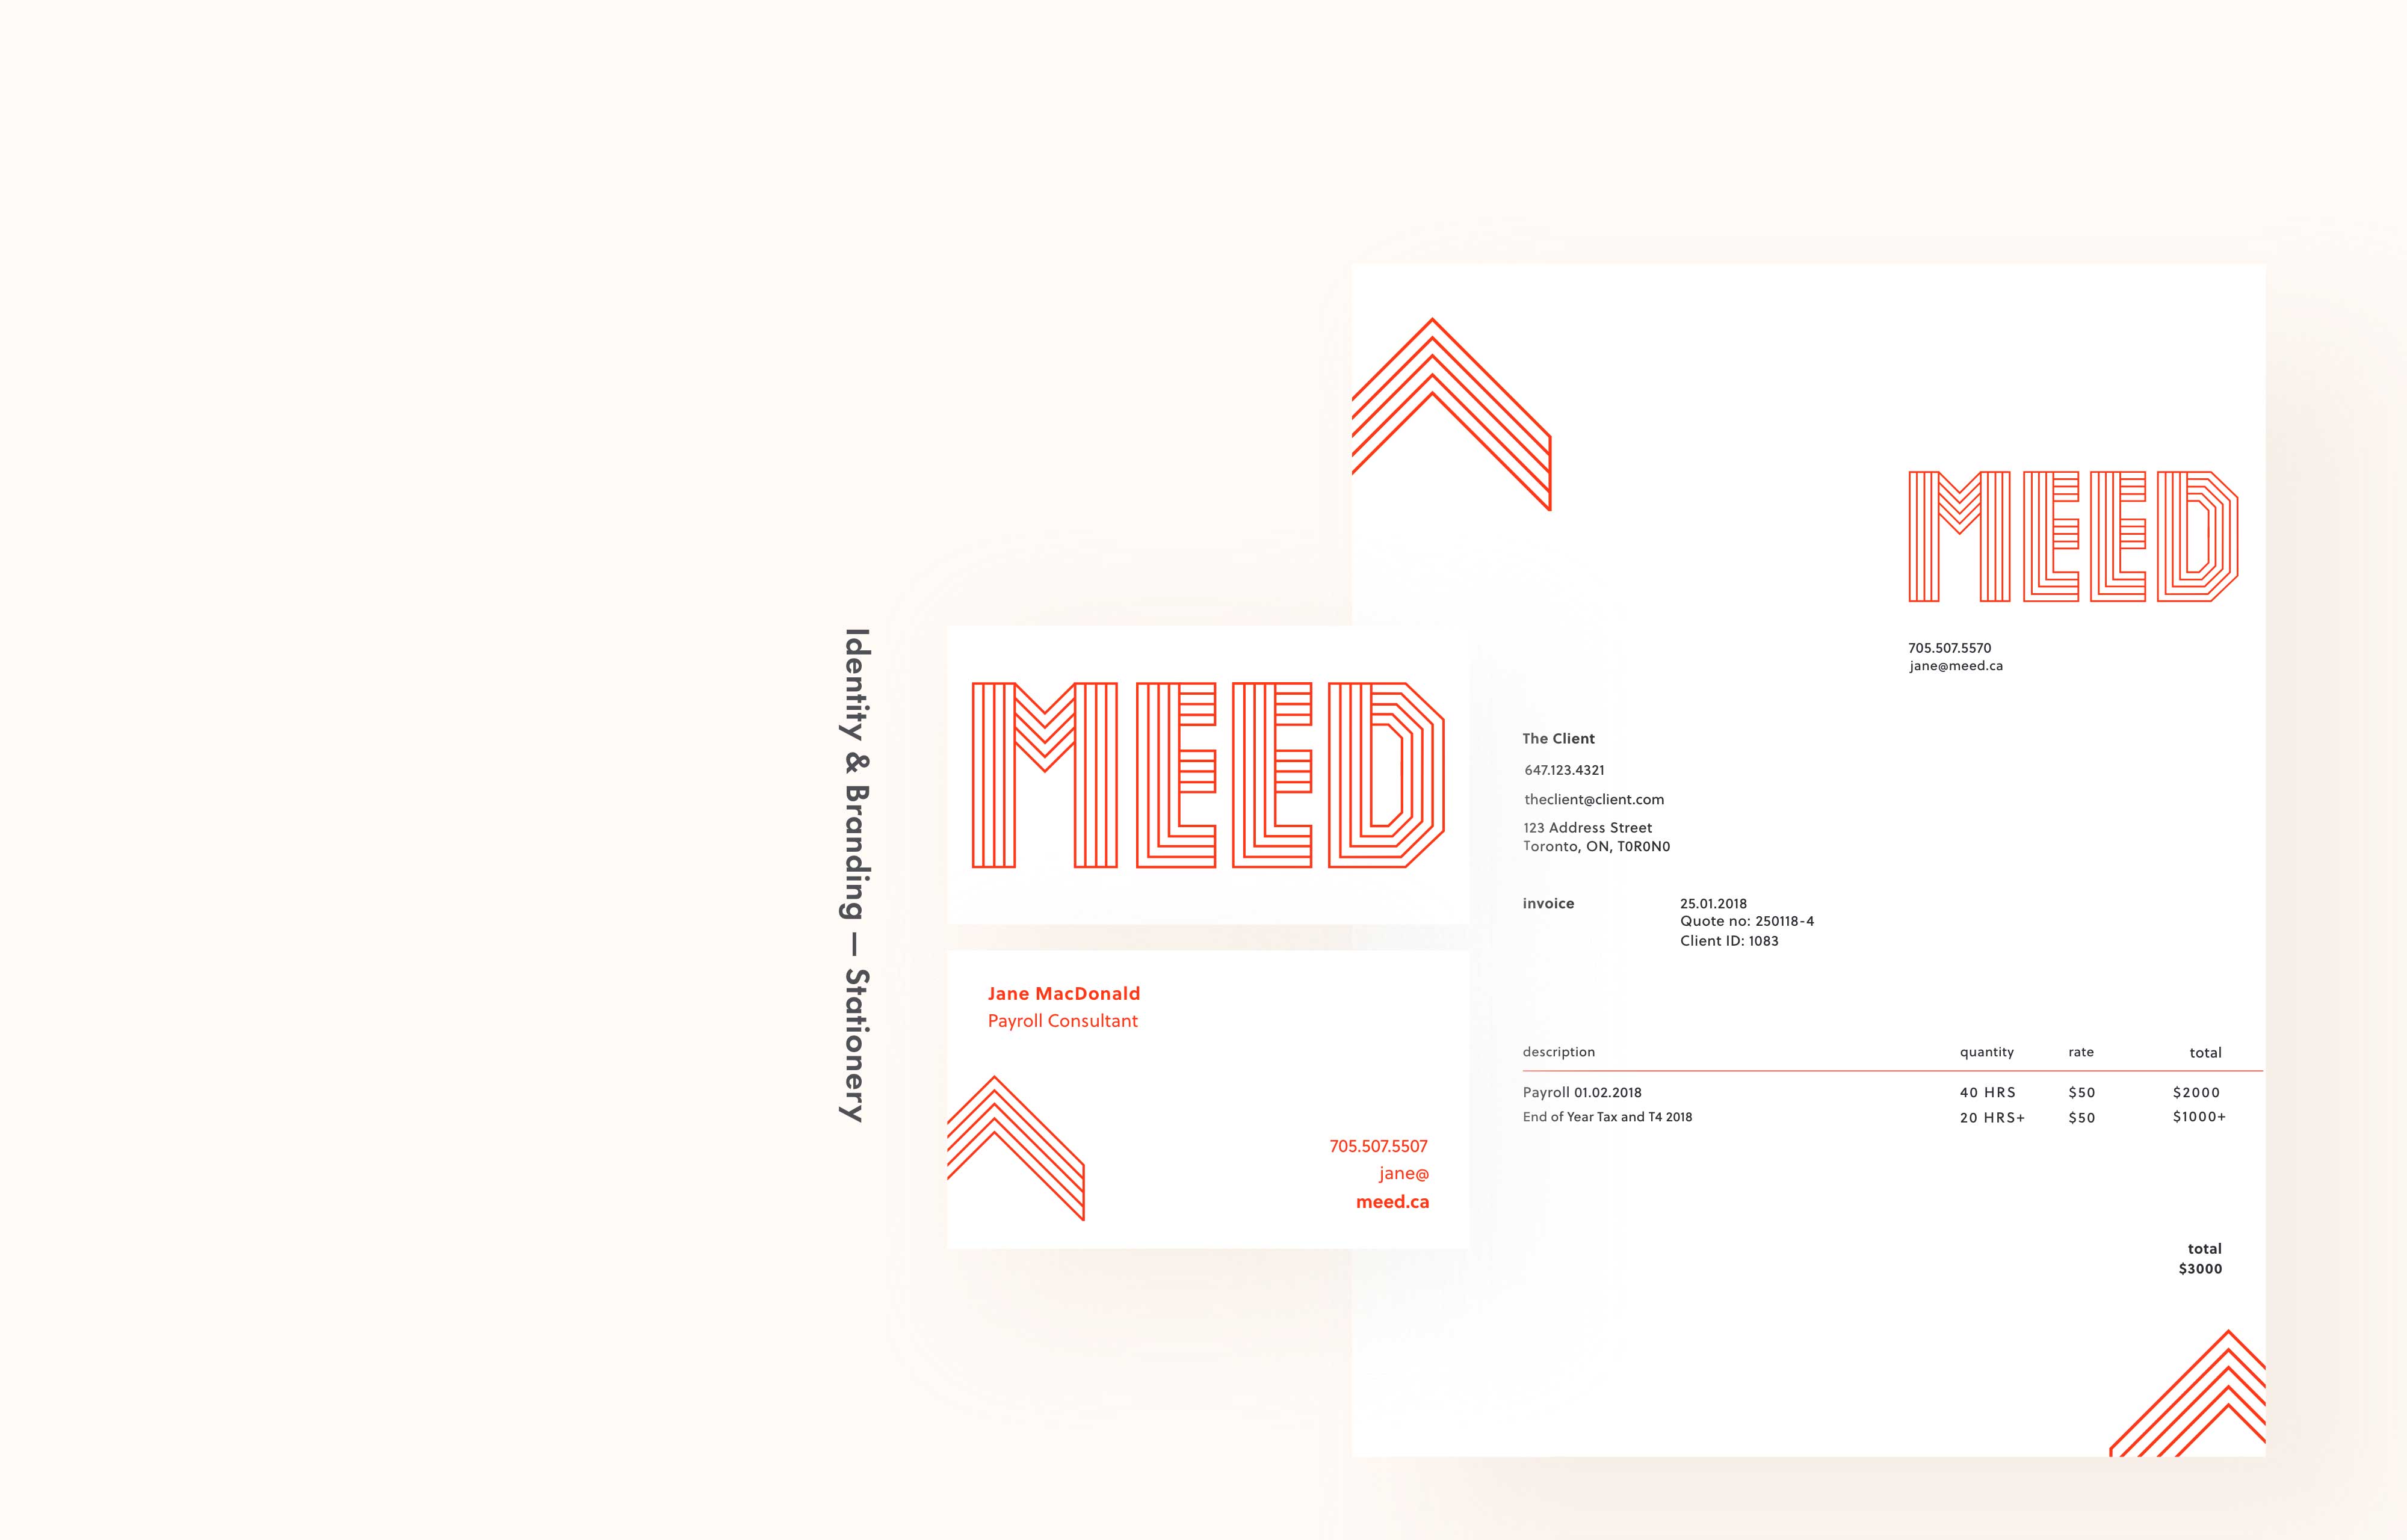 Identity & Branding — Stationery
MEED
Jane MacDonald
Payroll Consultant
705.507.5507
jane@
meed.ca
MEED
705.507.5570
jane@meed.ca
The Client
647.123.4321
theclient@client.com
123 Address Street
Toronto, ON, T0R0N0
invoice 25.01.2018
Quote no: 250118-4
Client ID: 1083
description quantity rate total
Payroll 01.02.2018 40 HRS $50 $2000
End of Year Tax and T4 2018 20 HRS+ $50 $1000+
total
$3000